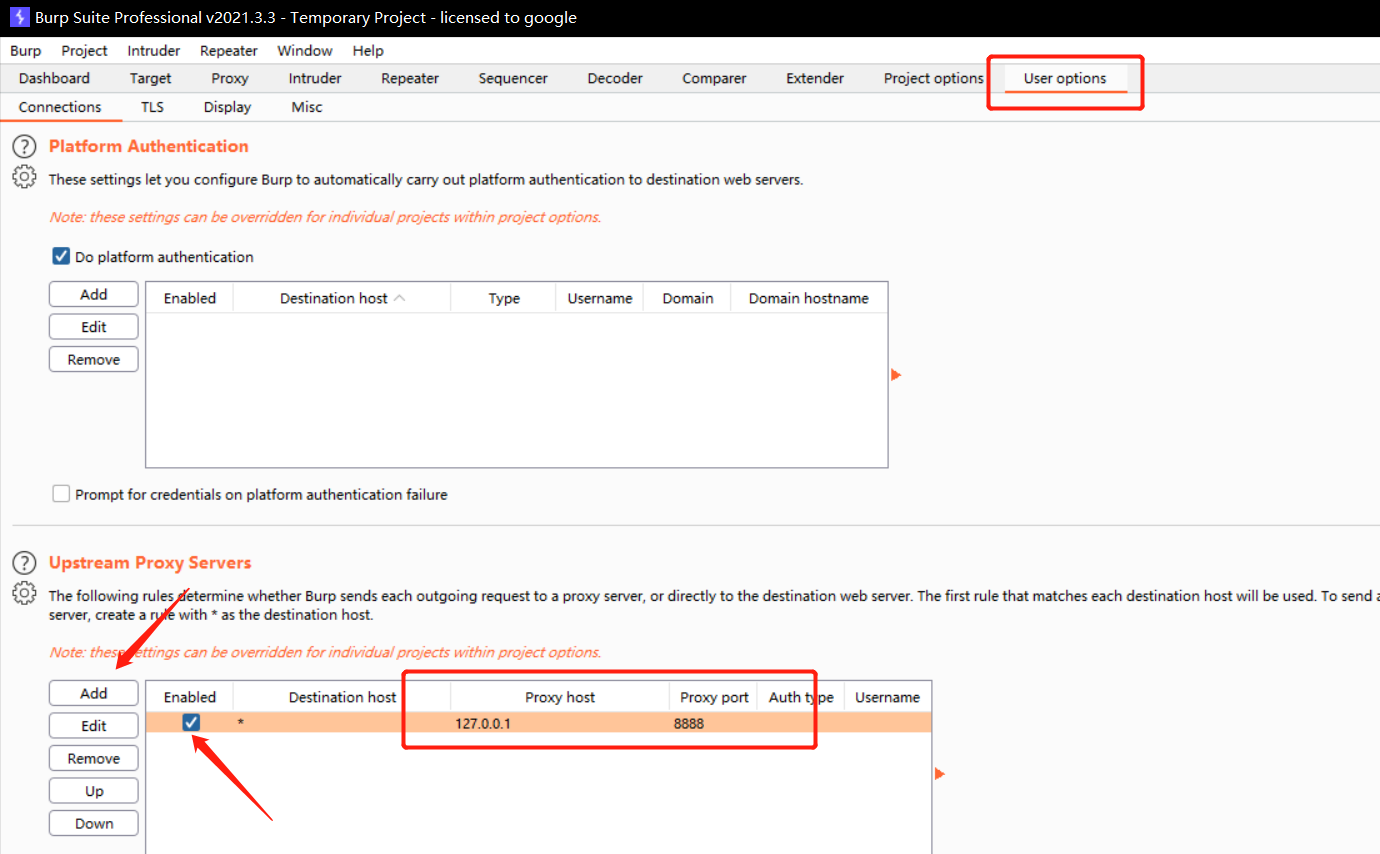 Burp Suite Professional v2021.3.3 - Temporary Project - licensed to google
Burp Project Intruder Repeater Window Help
Dashboard Target Proxy Intruder Repeater Sequencer Decoder Comparer Extender Project options User options
Connections TLS Display Misc
? Platform Authentication
These settings let you configure Burp to automatically carry out platform authentication to destination web servers.
Note: these settings can be overridden for individual projects within project options.
Do platform authentication
Add
Edit
Remove
Enabled Destination host Type Username Domain Domain hostname
Prompt for credentials on platform authentication failure
? Upstream Proxy Servers
The following rules determine whether Burp sends each outgoing request to a proxy server, or directly to the destination web server. The first rule that matches each destination host will be used. To send a
server, create a rule with * as the destination host.
Note: these settings can be overridden for individual projects within project options.
Add
Edit
Remove
Up
Down
Enabled Destination host Proxy host Proxy port Auth type Username
* 127.0.0.1 8888